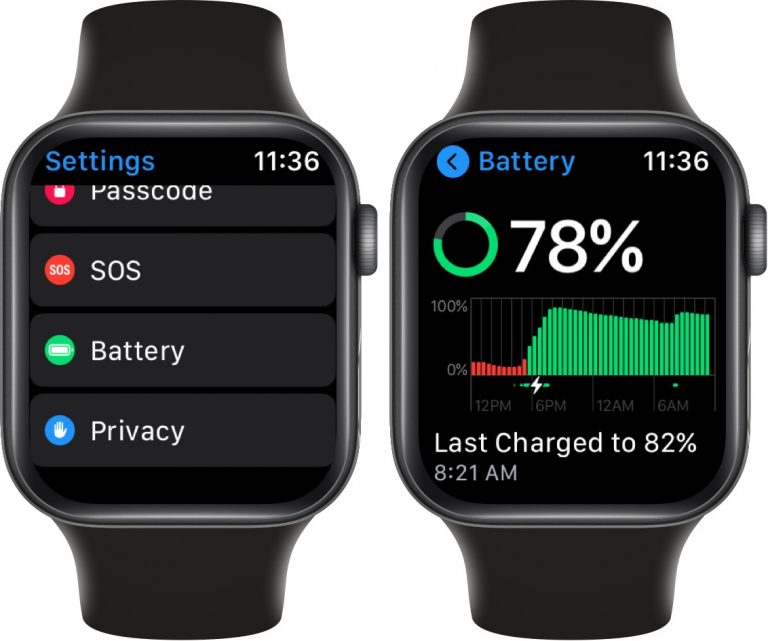 Settings 11:36
Passcode
SOS SOS
Battery
Privacy
Battery 11:36
78%
100%
0%
12PM 6PM 12AM 6AM
Last Charged to 82%
8:21 AM